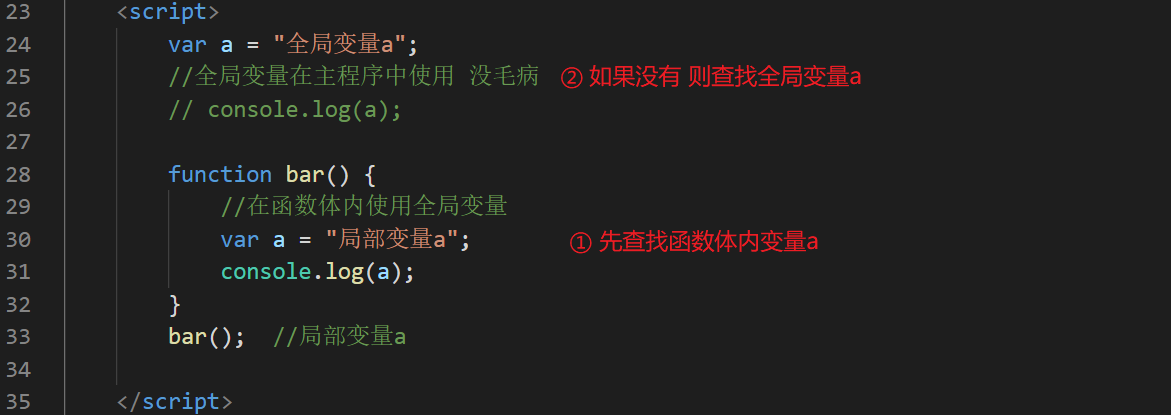 23 <script>
24 var a = "全局变量a";
25 //全局变量在主程序中使用 没毛病 ② 如果没有 则查找全局变量a
26 // console.log(a);
27
28 function bar() {
29 //在函数体内使用全局变量
30 var a = "局部变量a"; ① 先查找函数体内变量a
31 console.log(a);
32 }
33 bar(); //局部变量a
34
35 </script>